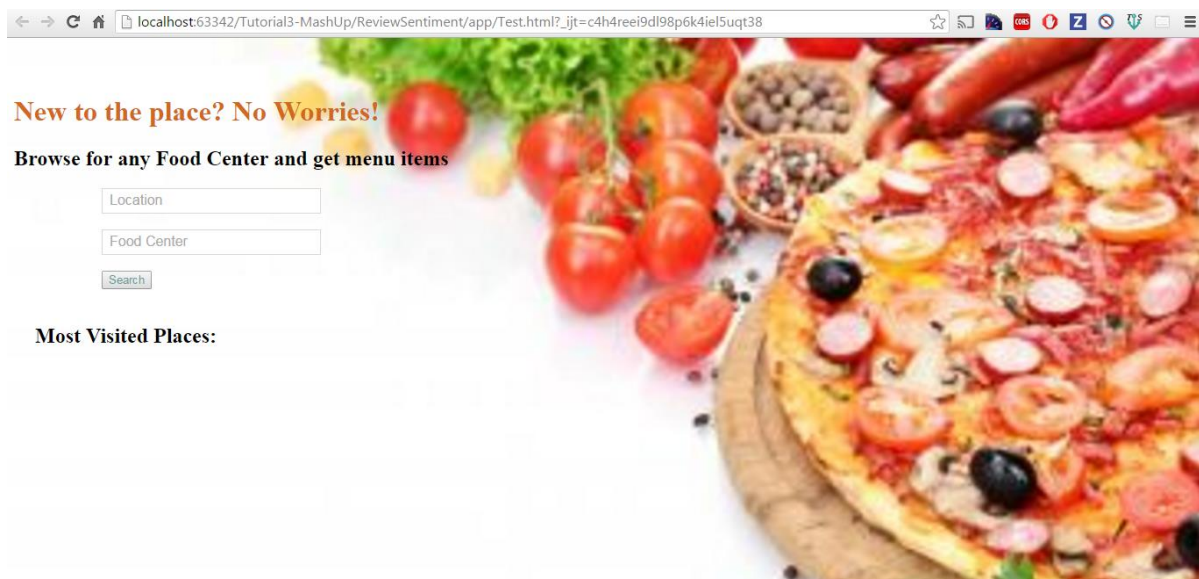 localhost:63342/Tutorial3-MashUp/ReviewSentiment/app/Test.html?_ijt=c4h4reei9dl98p6k4iel5uqt38
CORS
Z
New to the place? No Worries!
Browse for any Food Center and get menu items
Location
Food Center
Search
Most Visited Places: